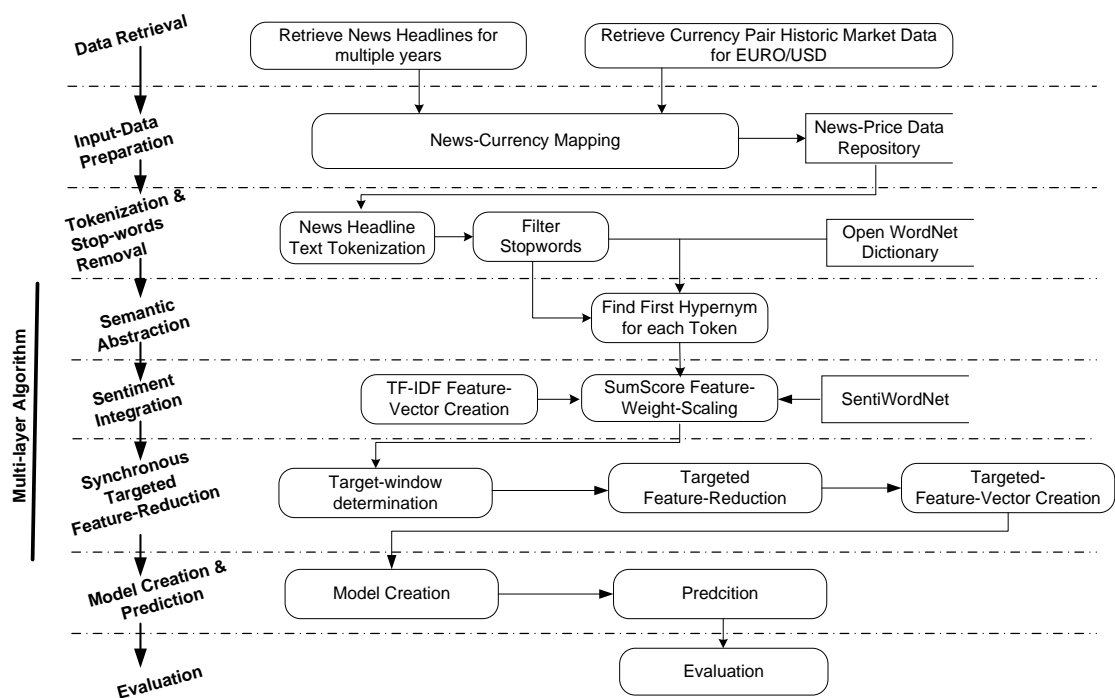 Data Retrieval
Retrieve News Headlines for
multiple years
Retrieve Currency Pair Historic Market Data
for EURO/USD
Input-Data
Preparation
News-Currency Mapping
News-Price Data
Repository
Tokenization &
Stop-words
Removal
News Headline
Text Tokenization
Filter
Stopwords
Open WordNet
Dictionary
Multi-layer Algorithm
Semantic
Abstraction
Find First Hypernym
for each Token
Sentiment
Integration
TF-IDF Feature-
Vector Creation
SumScore Feature-
Weight-Scaling
SentiWordNet
Synchronous
Targeted
Feature-Reduction
Target-window
determination
Targeted
Feature-Reduction
Targeted-
Feature-Vector Creation
Model Creation &
Prediction
Model Creation
Predcition
Evaluation
Evaluation